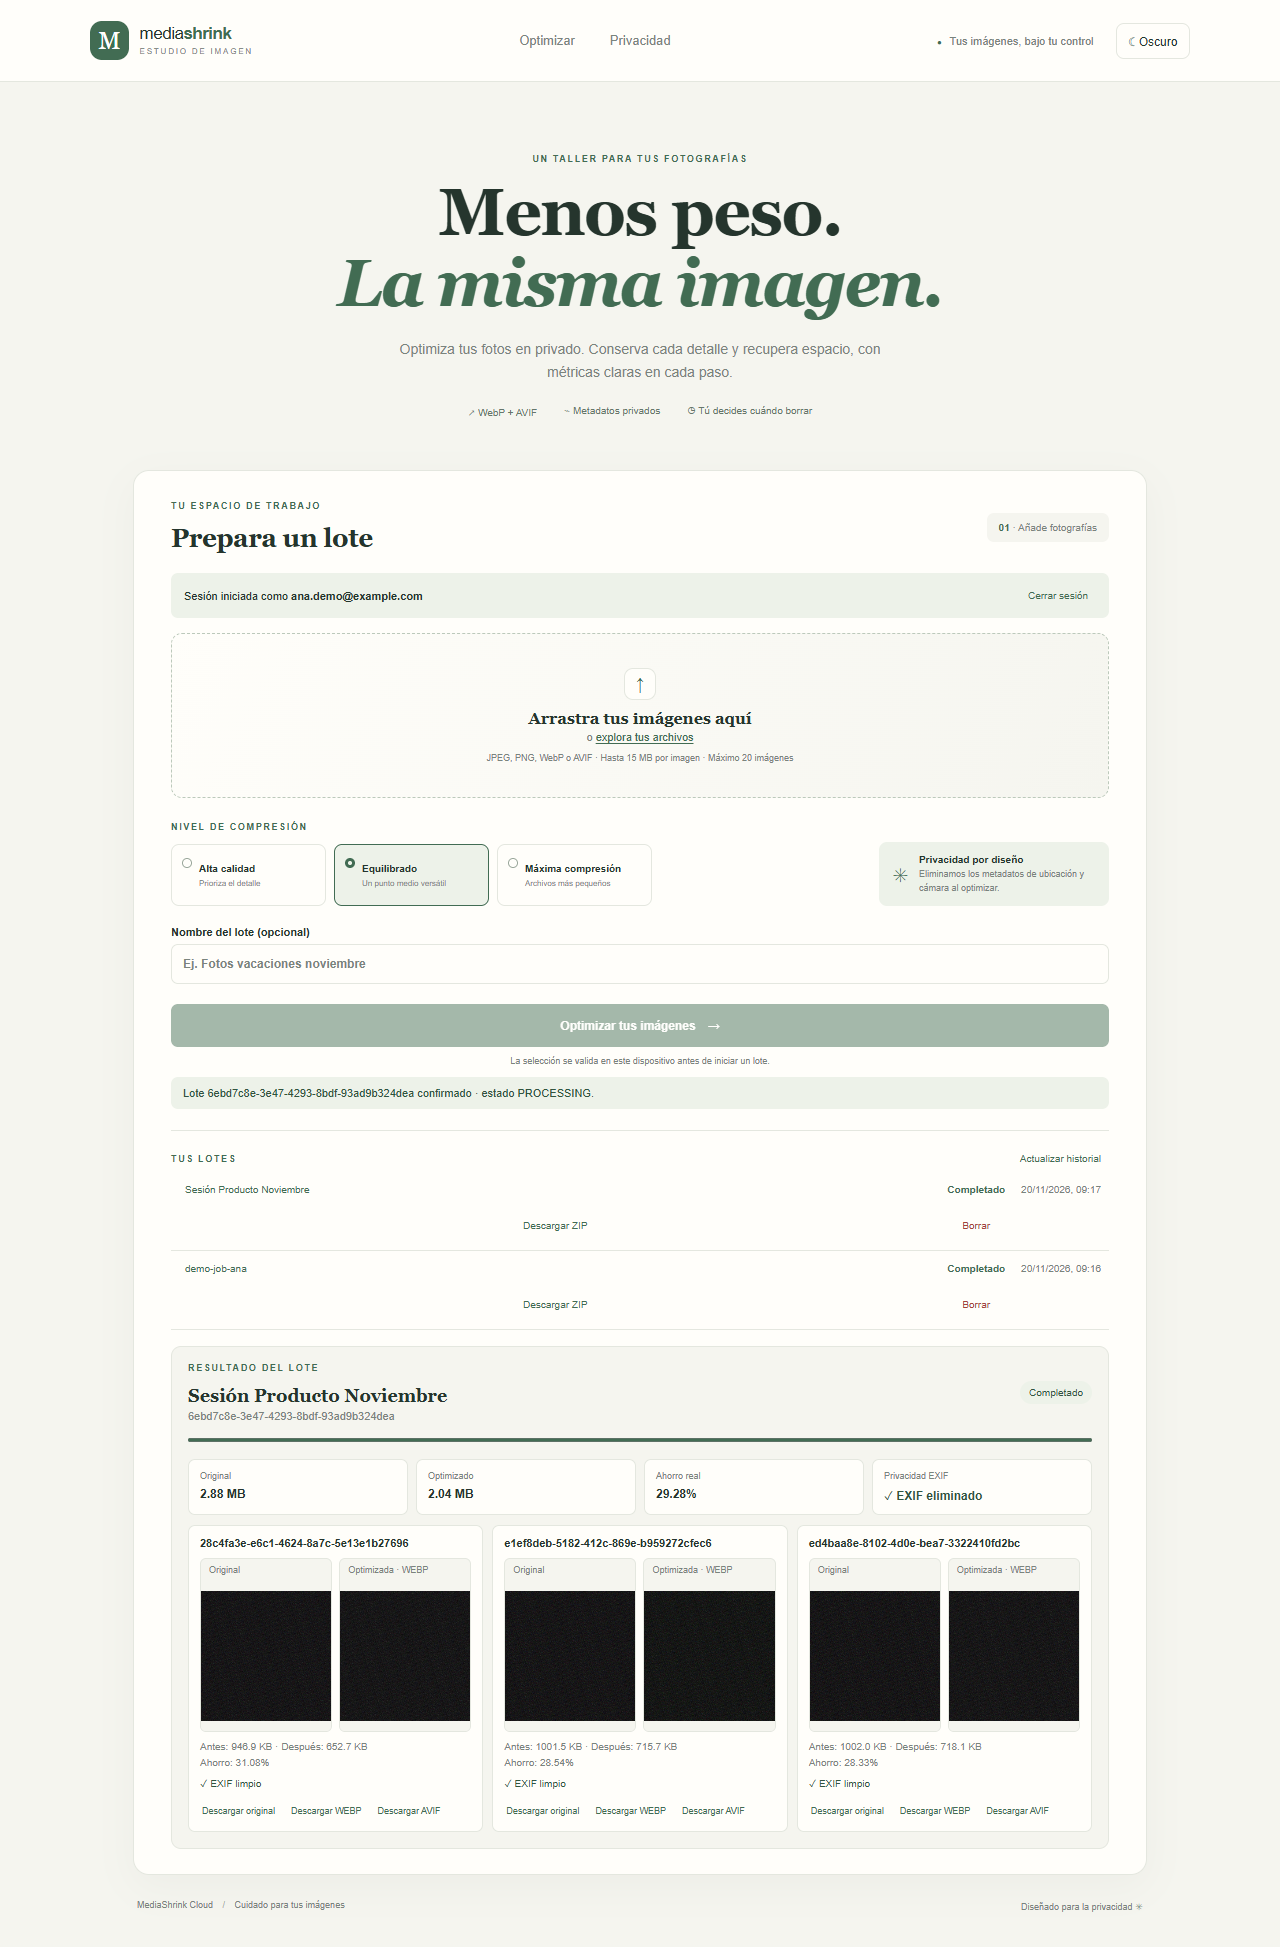 M
mediashrink
ESTUDIO DE IMAGEN
Optimizar
Privacidad
• Tus imágenes, bajo tu control
☾ Oscuro
UN TALLER PARA TUS FOTOGRAFÍAS
Menos peso.
La misma imagen.
Optimiza tus fotos en privado. Conserva cada detalle y recupera espacio, con
métricas claras en cada paso.
↗ WebP + AVIF
~ Metadatos privados
◷ Tú decides cuándo borrar
TU ESPACIO DE TRABAJO
Prepara un lote
01 · Añade fotografías
Sesión iniciada como ana.demo@example.com
Cerrar sesión
↑
Arrastra tus imágenes aquí
o explora tus archivos
JPEG, PNG, WebP o AVIF · Hasta 15 MB por imagen · Máximo 20 imágenes
NIVEL DE COMPRESIÓN
Alta calidad
Prioriza el detalle
Equilibrado
Un punto medio versátil
Máxima compresión
Archivos más pequeños
Privacidad por diseño
Eliminamos los metadatos de ubicación y
cámara al optimizar.
Nombre del lote (opcional)
Ej. Fotos vacaciones noviembre
Optimizar tus imágenes →
La selección se valida en este dispositivo antes de iniciar un lote.
Lote 6ebd7c8e-3e47-4293-8bdf-93ad9b324dea confirmado · estado PROCESSING.
TUS LOTES
Actualizar historial
Sesión Producto Noviembre
Completado
20/11/2026, 09:17
Descargar ZIP
Borrar
demo-job-ana
Completado
20/11/2026, 09:16
Descargar ZIP
Borrar
RESULTADO DEL LOTE
Sesión Producto Noviembre
Completado
6ebd7c8e-3e47-4293-8bdf-93ad9b324dea
Original
2.88 MB
Optimizado
2.04 MB
Ahorro real
29.28%
Privacidad EXIF
✓ EXIF eliminado
28c4fa3e-e6c1-4624-8a7c-5e13e1b27696
Original
Optimizada · WEBP
Antes: 946.9 KB · Después: 652.7 KB
Ahorro: 31.08%
✓ EXIF limpio
Descargar original
Descargar WEBP
Descargar AVIF
e1ef8deb-5182-412c-869e-b959272cfec6
Original
Optimizada · WEBP
Antes: 1001.5 KB · Después: 715.7 KB
Ahorro: 28.54%
✓ EXIF limpio
Descargar original
Descargar WEBP
Descargar AVIF
ed4baa8e-8102-4d0e-bea7-3322410fd2bc
Original
Optimizada · WEBP
Antes: 1002.0 KB · Después: 718.1 KB
Ahorro: 28.33%
✓ EXIF limpio
Descargar original
Descargar WEBP
Descargar AVIF
MediaShrink Cloud / Cuidado para tus imágenes
Diseñado para la privacidad ✳